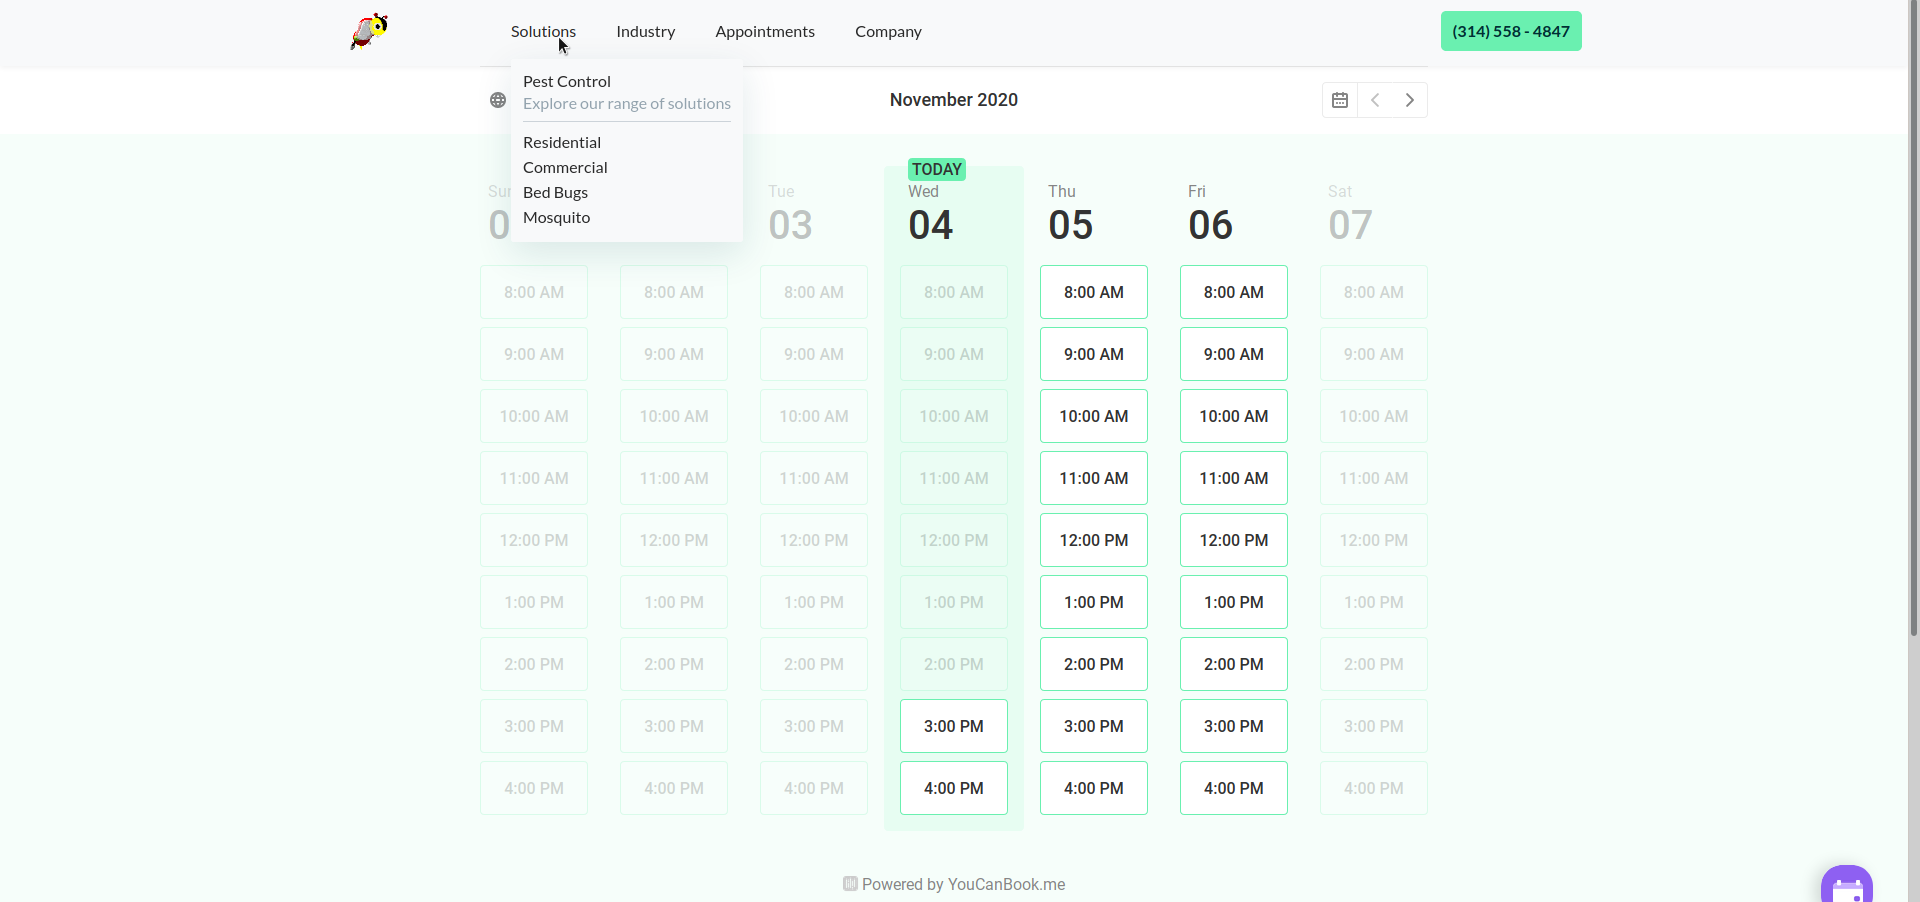 Solutions Industry Appointments Company (314) 558 - 4847
Pest Control
Explore our range of solutions
Residential
Commercial
Bed Bugs
Mosquito
November 2020
TODAY
Tue Wed Thu Fri Sat
03 04 05 06 07
8:00 AM 8:00 AM 8:00 AM 8:00 AM 8:00 AM 8:00 AM 8:00 AM
9:00 AM 9:00 AM 9:00 AM 9:00 AM 9:00 AM 9:00 AM 9:00 AM
10:00 AM 10:00 AM 10:00 AM 10:00 AM 10:00 AM 10:00 AM 10:00 AM
11:00 AM 11:00 AM 11:00 AM 11:00 AM 11:00 AM 11:00 AM 11:00 AM
12:00 PM 12:00 PM 12:00 PM 12:00 PM 12:00 PM 12:00 PM 12:00 PM
1:00 PM 1:00 PM 1:00 PM 1:00 PM 1:00 PM 1:00 PM 1:00 PM
2:00 PM 2:00 PM 2:00 PM 2:00 PM 2:00 PM 2:00 PM 2:00 PM
3:00 PM 3:00 PM 3:00 PM 3:00 PM 3:00 PM 3:00 PM 3:00 PM
4:00 PM 4:00 PM 4:00 PM 4:00 PM 4:00 PM 4:00 PM 4:00 PM
Powered by YouCanBook.me